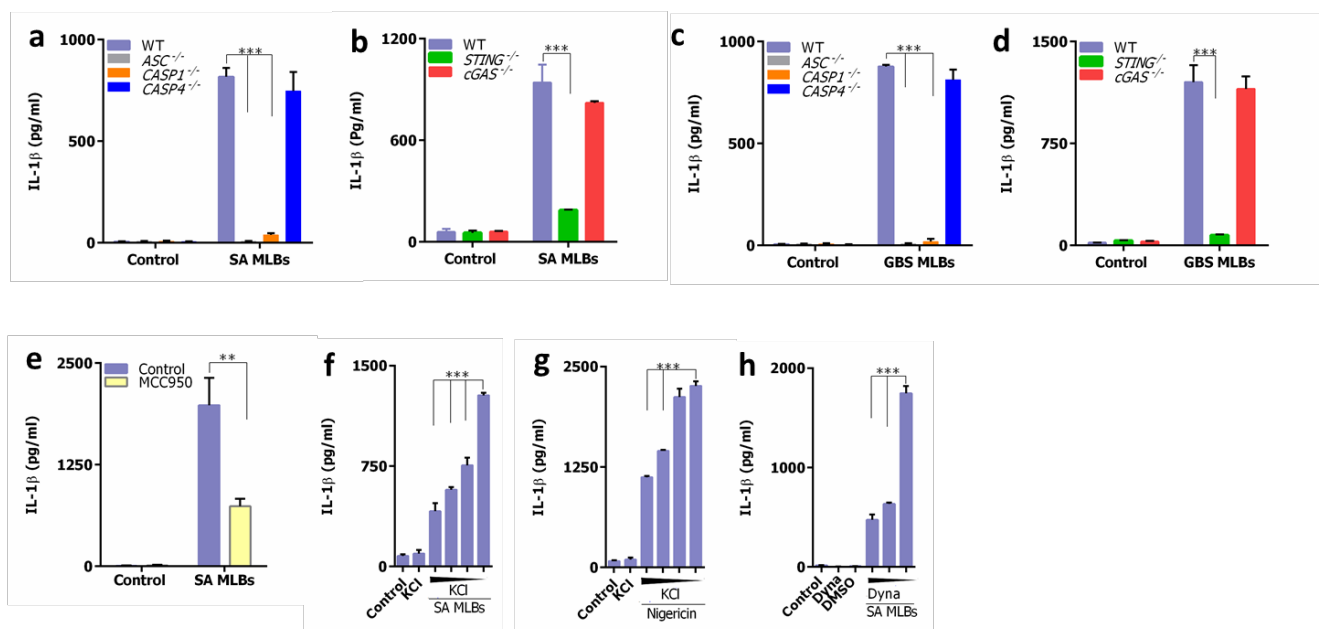 a
1000
500
0
IL-1β (pg/ml)
WT
ASC-/-
CASP1-/-
CASP4-/-
***
Control
SA MLBs
b
1200
600
0
IL-1β (Pg/ml)
WT
STING-/-
cGAS-/-
***
Control
SA MLBs
c
1000
500
0
IL-1β (pg/ml)
WT
ASC-/-
CASP1-/-
CASP4-/-
***
Control
GBS MLBs
d
1500
750
0
IL-1β (pg/ml)
WT
STING-/-
cGAS-/-
***
Control
GBS MLBs
e
2500
1250
0
IL-1β (pg/ml)
Control
MCC950
**
Control
SA MLBs
f
1500
750
0
IL-1β (pg/ml)
***
Control
KCl
KCl
SA MLBs
g
2500
1250
0
IL-1β (pg/ml)
***
Control
KCl
KCl
Nigericin
h
2000
1000
0
IL-1β (pg/ml)
***
Control
Dyna
DMSO
Dyna
SA MLBs